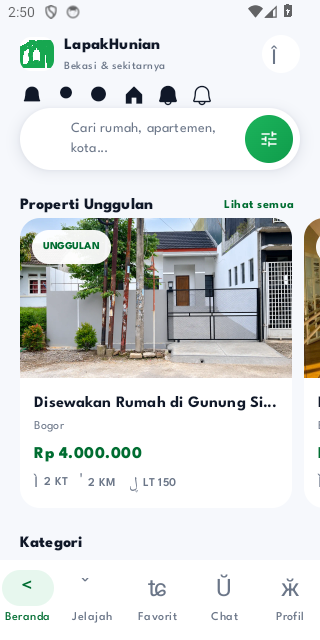 2:50
LapakHunian
Bekasi & sekitarnya
Cari rumah, apartemen,
kota...
Properti Unggulan
Lihat semua
UNGGULAN
Disewakan Rumah di Gunung Si...
Bogor
Rp 4.000.000
2 KT 2 KM LT 150
Kategori
Beranda Jelajah Favorit Chat Profil